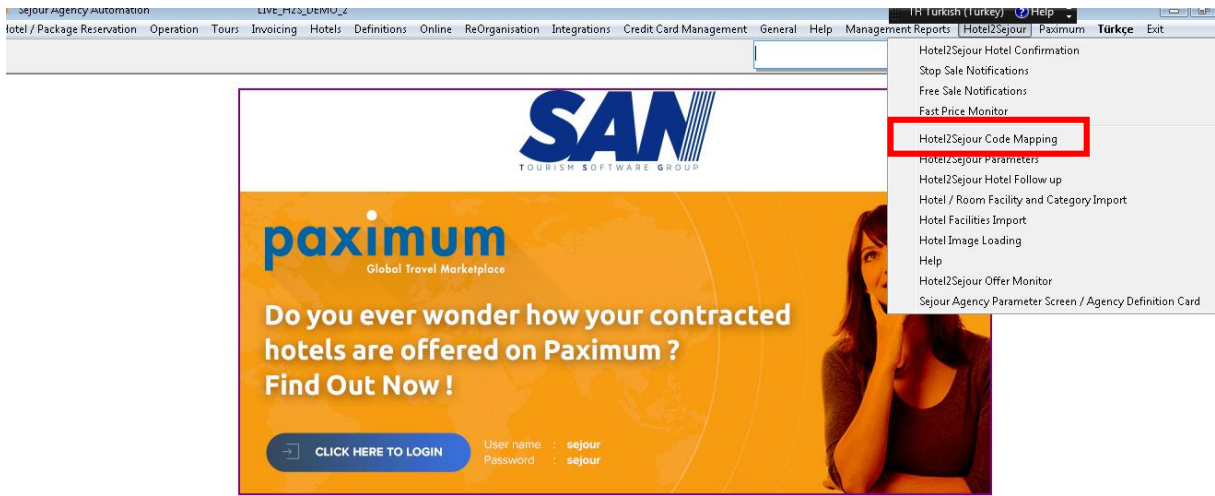 Sejour Agency Automation LIVE_H2S_DEMO_2 TR Turkish (Turkey) Help
Hotel / Package Reservation Operation Tours Invoicing Hotels Definitions Online ReOrganisation Integrations Credit Card Management General Help Management Reports Hotel2Sejour Paximum Türkçe Exit
Hotel2Sejour Hotel Confirmation
Stop Sale Notifications
Free Sale Notifications
Fast Price Monitor
Hotel2Sejour Code Mapping
Hotel2Sejour Parameters
Hotel2Sejour Hotel Follow up
Hotel / Room Facility and Category Import
Hotel Facilities Import
Hotel Image Loading
Help
Hotel2Sejour Offer Monitor
Sejour Agency Parameter Screen / Agency Definition Card
SAN
TOURISM SOFTWARE GROUP
paximum
Global Travel Marketplace
Do you ever wonder how your contracted
hotels are offered on Paximum ?
Find Out Now !
CLICK HERE TO LOGIN
User name : sejour
Password : sejour